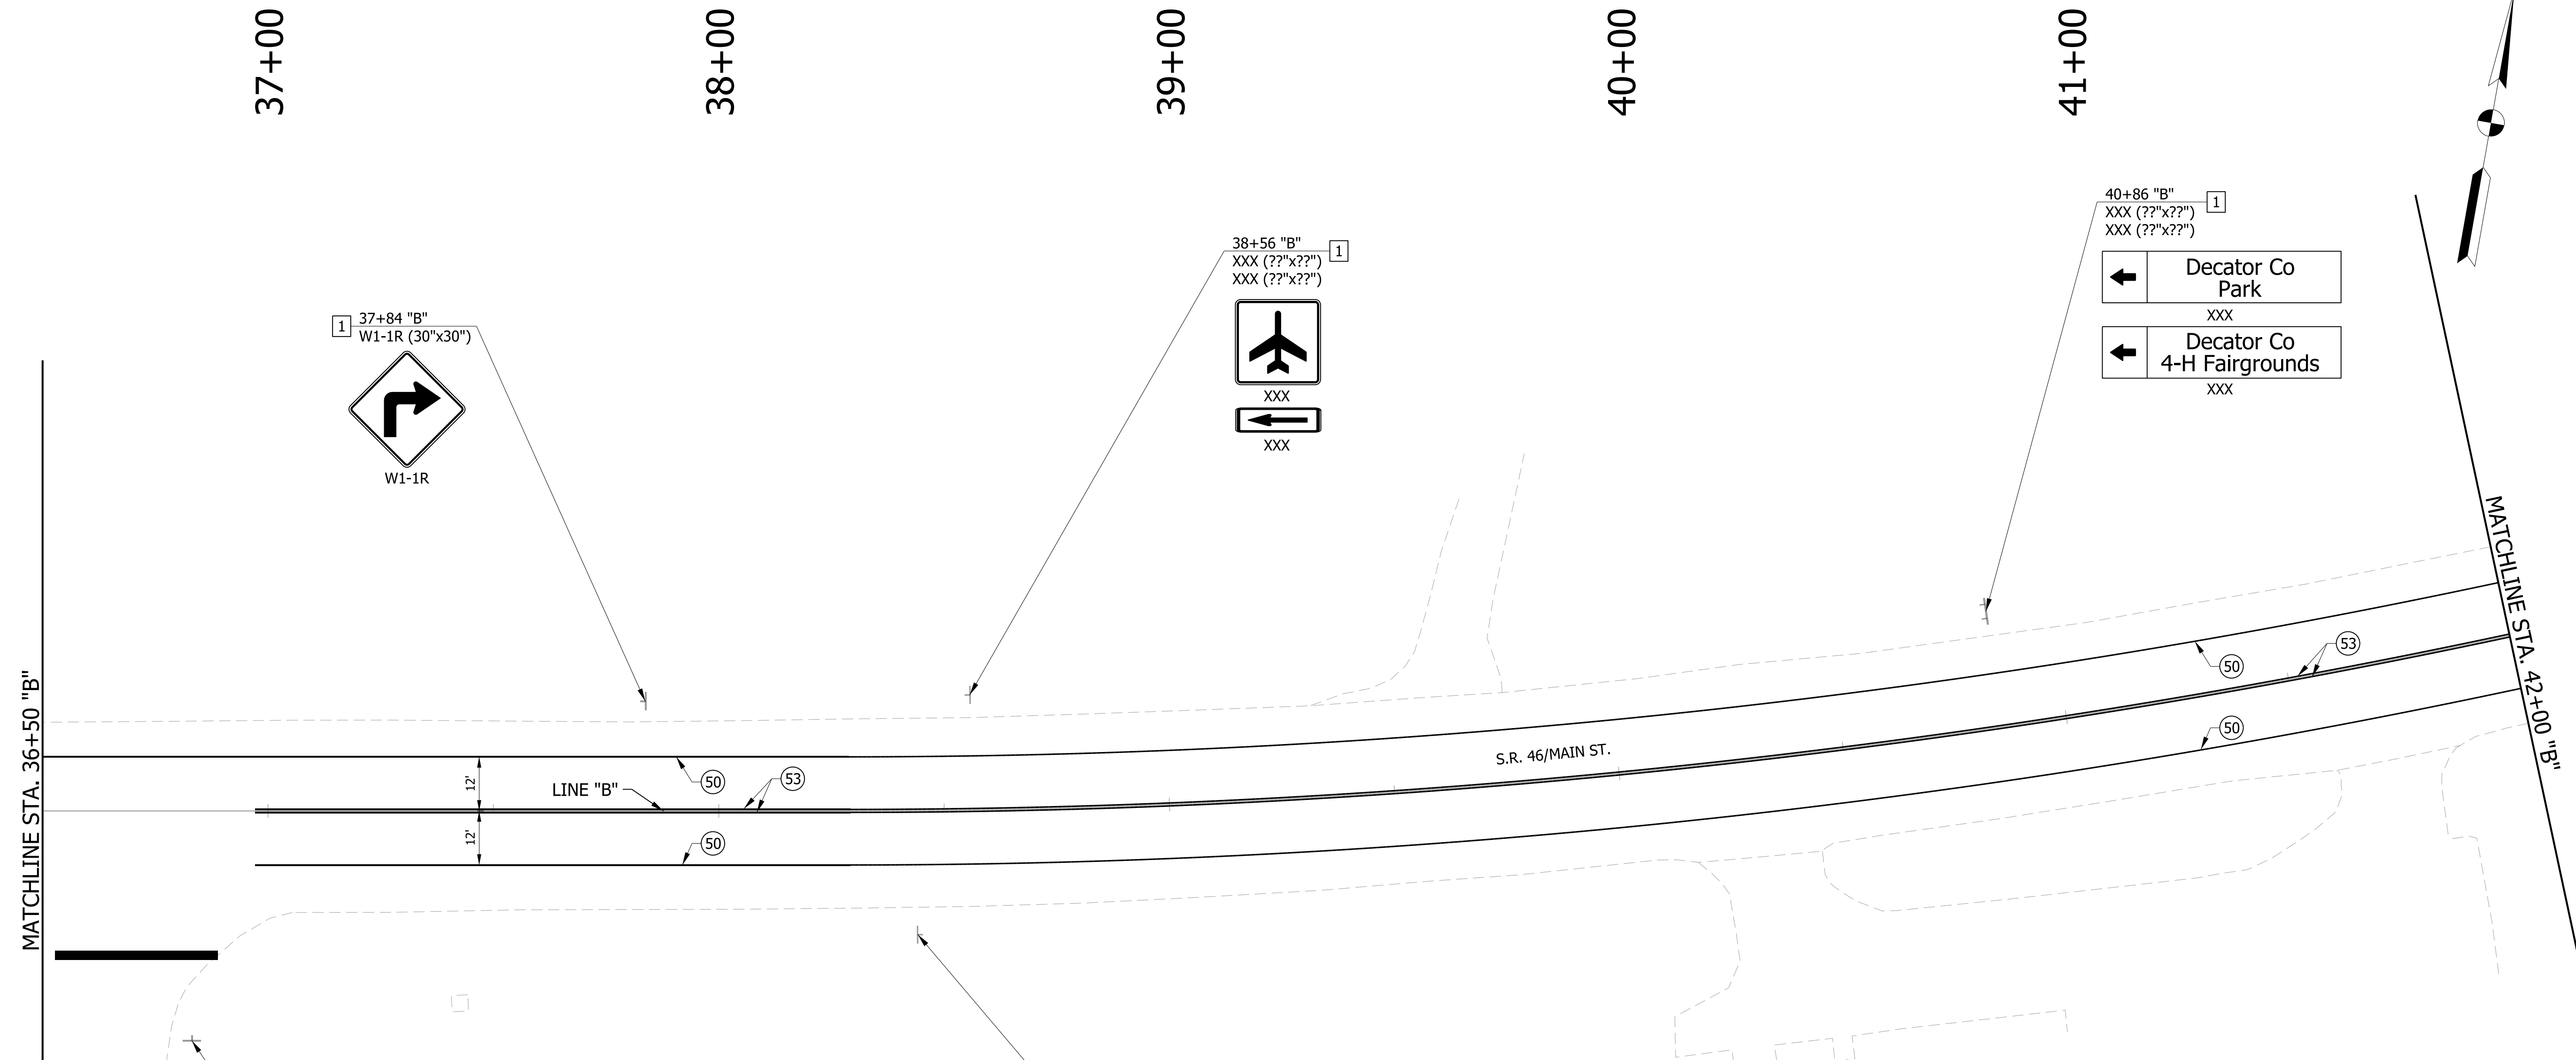 37+00
38+00
39+00
40+00
41+00
40+86 "B"
XXX (??"x??")
XXX (??"x??")
1
Decator Co
Park
XXX
Decator Co
4-H Fairgrounds
XXX
38+56 "B"
XXX (??"x??")
XXX (??"x??")
1
XXX
XXX
1
37+84 "B"
W1-1R (30"x30")
W1-1R
MATCHLINE STA. 36+50 "B"
MATCHLINE STA. 42+00 "B"
53
50
50
S.R. 46/MAIN ST.
12'
12'
LINE "B"
50
53
50